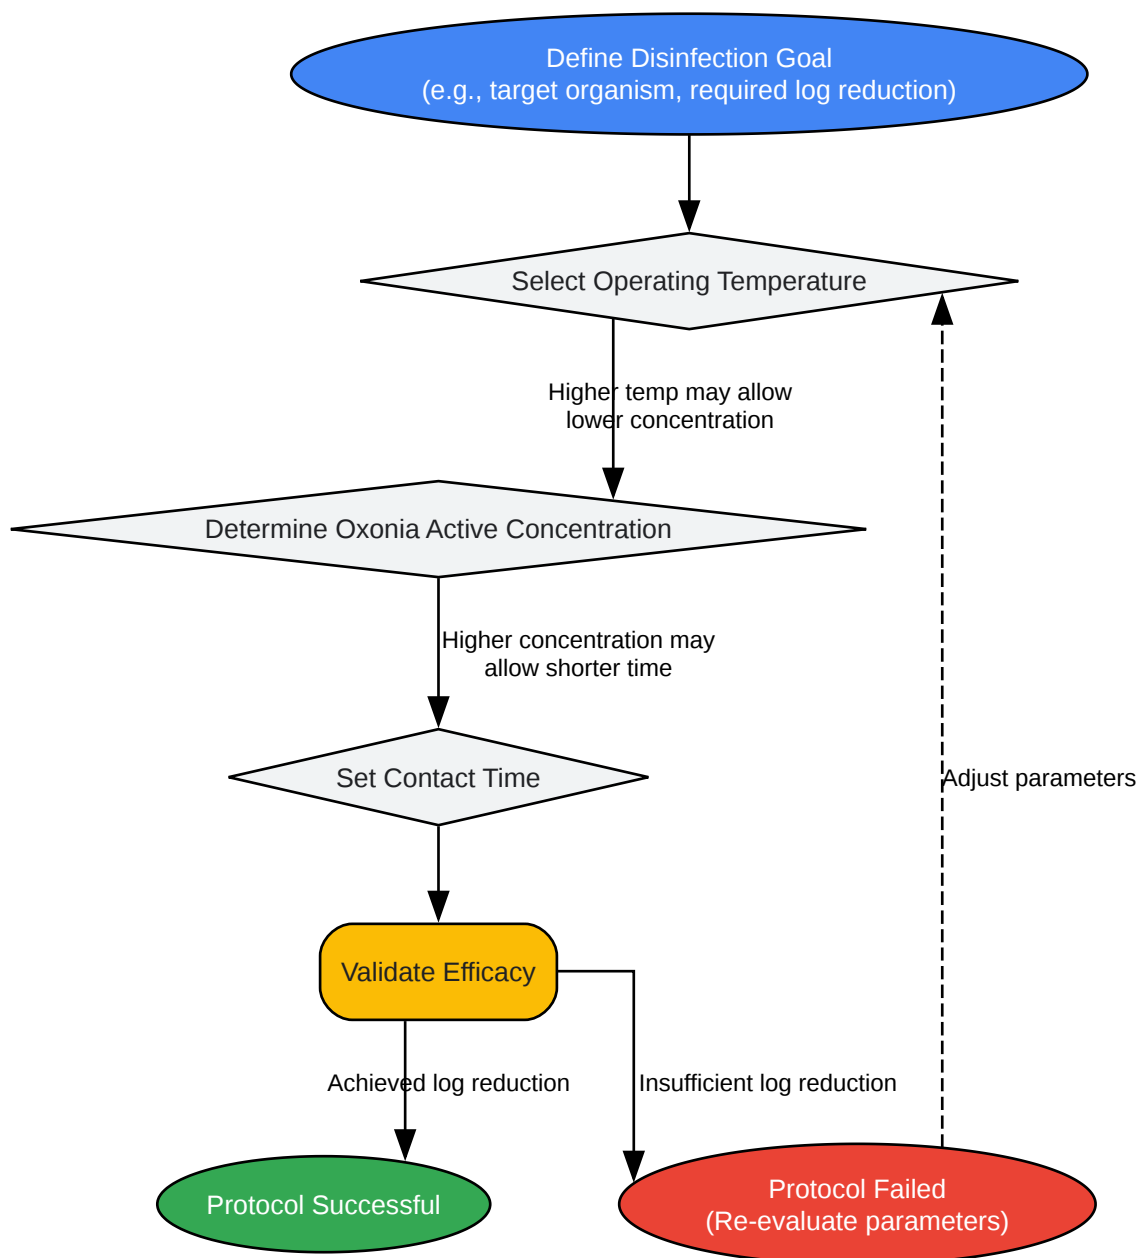 Define Disinfection Goal
(e.g., target organism, required log reduction)
Select Operating Temperature
Higher temp may allow
lower concentration
Determine Oxonia Active Concentration
Higher concentration may
allow shorter time
Set Contact Time
Adjust parameters
Validate Efficacy
Achieved log reduction
Insufficient log reduction
Protocol Successful
Protocol Failed
(Re-evaluate parameters)